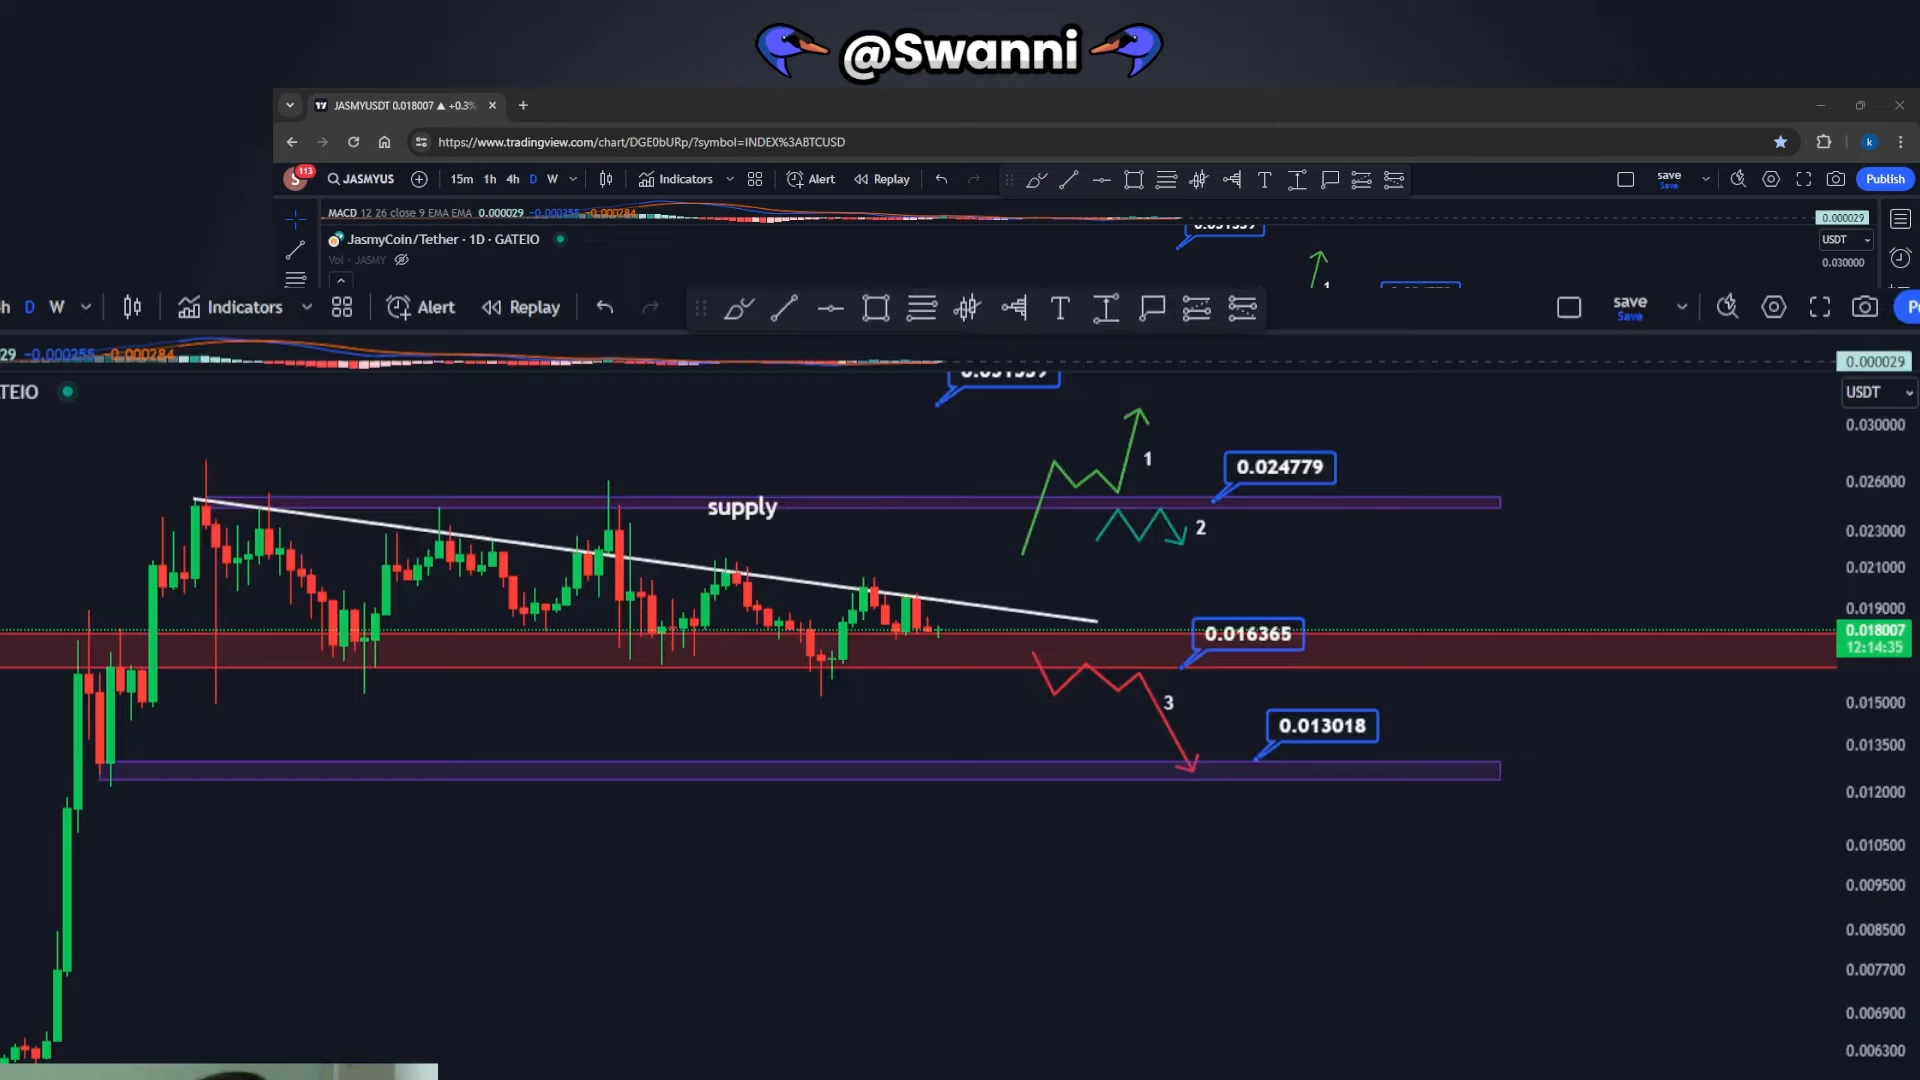 @Swanni
JASMYUSDT 0.018007 ▲ +0.3%
https://www.tradingview.com/chart/DGE0bURp/?symbol=INDEX%3ABTCUSD
k
S 113 JASMYUS 15m 1h 4h D W Indicators Alert Replay T save Save Publish
MACD 12 26 close 9 EMA EMA 0.000029 −0.000255 −0.000284 0.000029
JasmyCoin/Tether · 1D · GATEIO USDT
Vol · JASMY 0.030000
1
h D W Indicators Alert Replay T save Save
29 −0.000255 −0.000284 0.000029
TEIO USDT
0.030000
1
0.024779
0.026000
supply
2
0.023000
0.021000
0.019000
0.016365
0.018007
12:14:35
3
0.015000
0.013018
0.013500
0.012000
0.010500
0.009500
0.008500
0.007700
0.006900
0.006300